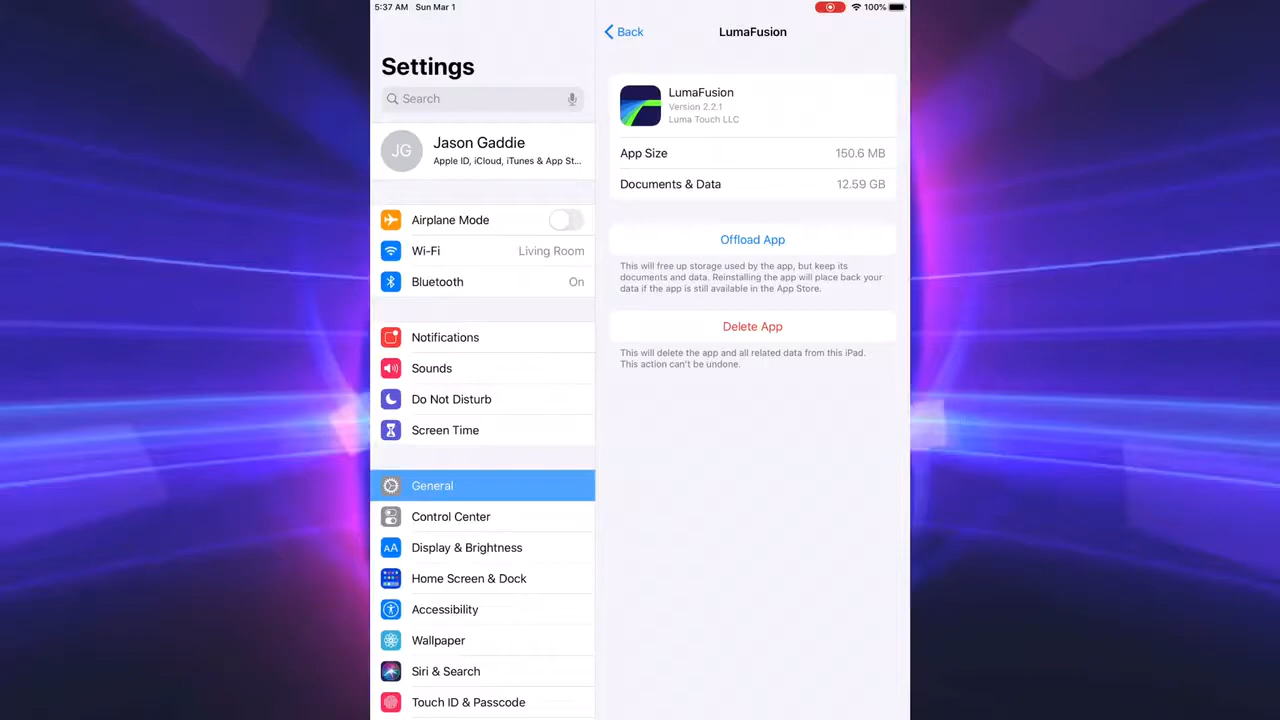 5:37 AM Sun Mar 1
100%
Settings
Search
JG
Jason Gaddie
Apple ID, iCloud, iTunes & App St...
Airplane Mode
Wi-Fi Living Room
Bluetooth On
Notifications
Sounds
Do Not Disturb
Screen Time
General
Control Center
AA Display & Brightness
Home Screen & Dock
Accessibility
Wallpaper
Siri & Search
Touch ID & Passcode
Back LumaFusion
LumaFusion
Version 2.2.1
Luma Touch LLC
App Size 150.6 MB
Documents & Data 12.59 GB
Offload App
This will free up storage used by the app, but keep its
documents and data. Reinstalling the app will place back your
data if the app is still available in the App Store.
Delete App
This will delete the app and all related data from this iPad.
This action can't be undone.